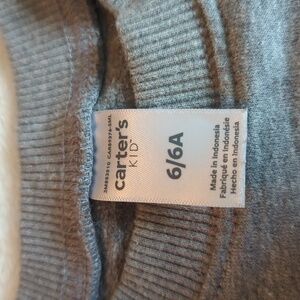 carter's
KID
6/6A
Made in Indonesia
Fabriqué en Indonésie
Hecho en Indonesia